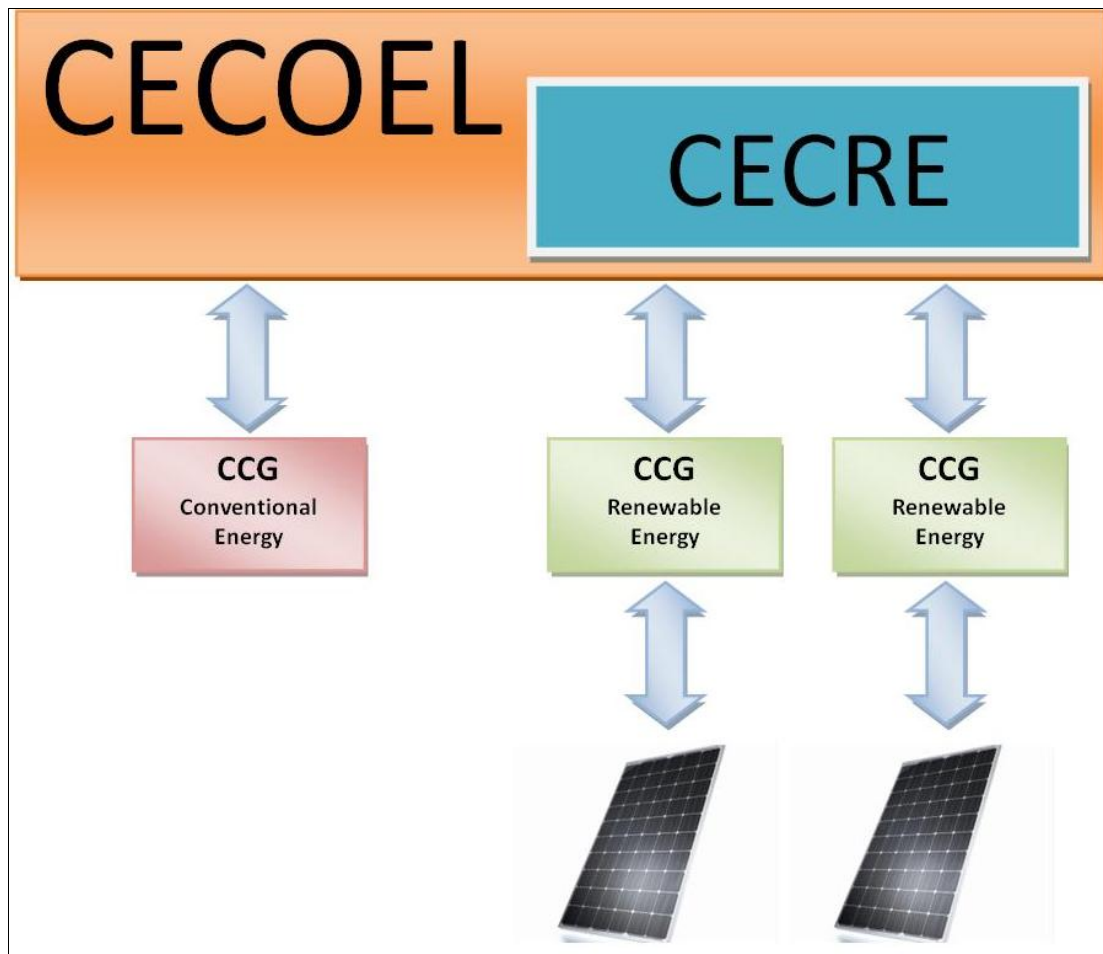 CECOEL
CECRE
CCG
Conventional
Energy
CCG
Renewable
Energy
CCG
Renewable
Energy